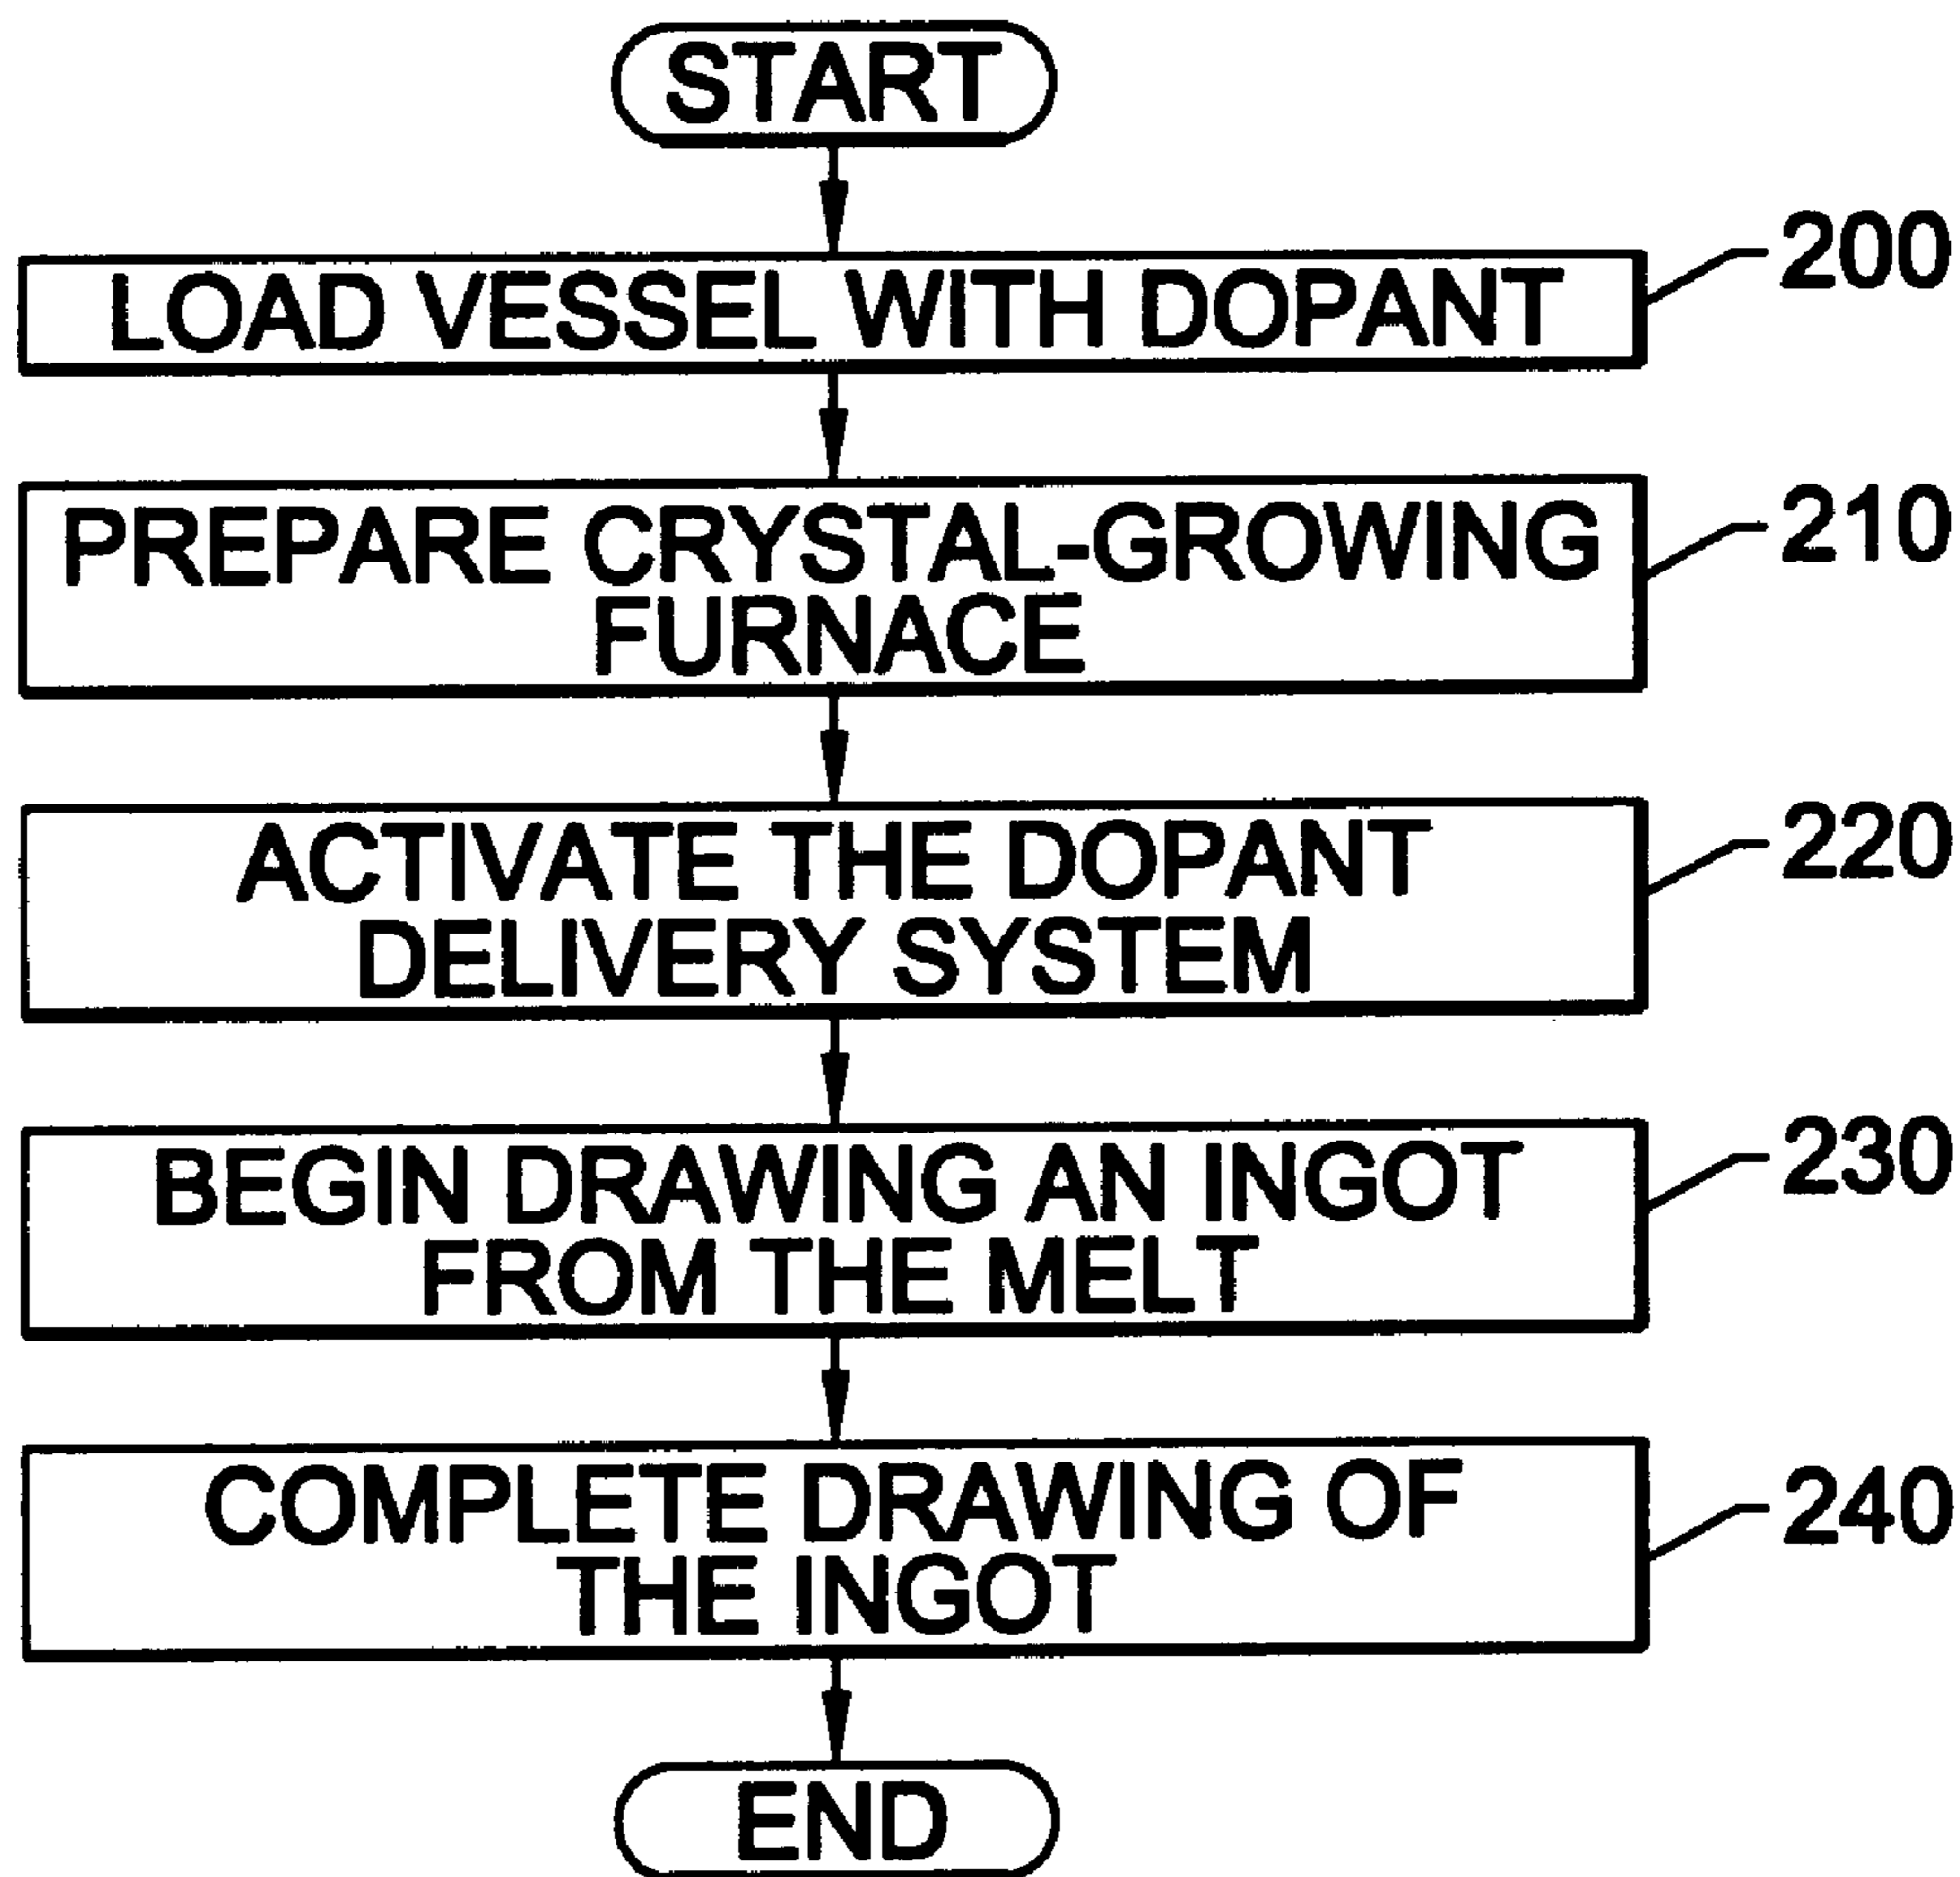 START
LOAD VESSEL WITH DOPANT
200
PREPARE CRYSTAL-GROWING
FURNACE
210
ACTIVATE THE DOPANT
DELIVERY SYSTEM
220
BEGIN DRAWING AN INGOT
FROM THE MELT
230
COMPLETE DRAWING OF
THE INGOT
240
END